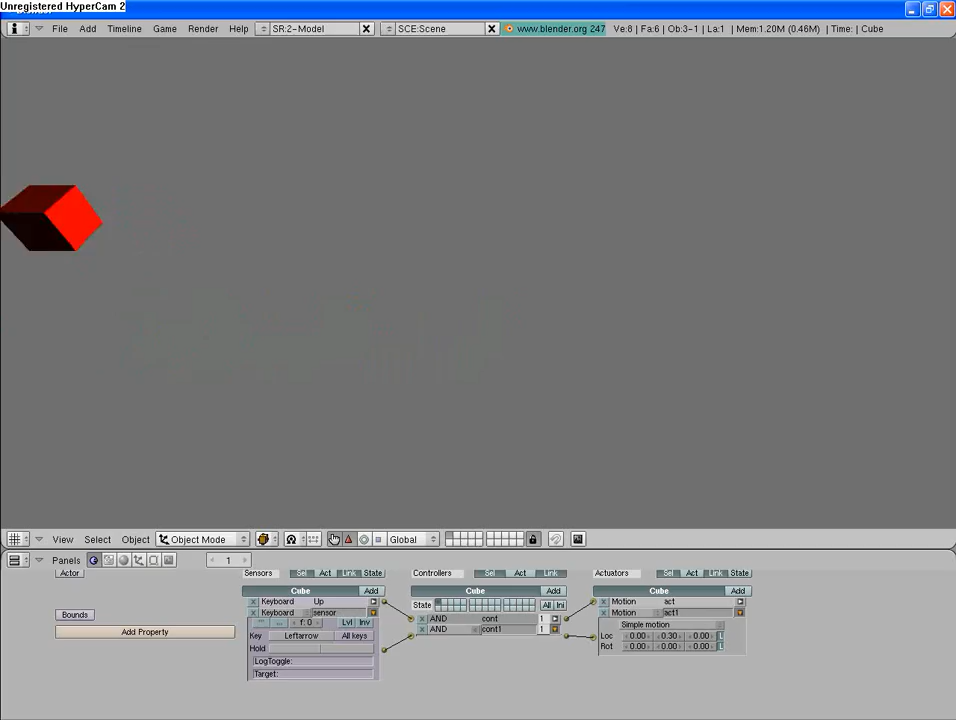 Unregistered HyperCam 2
File Add Timeline Game Render Help SR:2-Model SCE:Scene www.blender.org 247 Ve:8 | Fa:6 | Ob:3-1 | La:1 | Mem:1.20M (0.46M) | Time: | Cube
View Select Object Object Mode Global
Panels 1
Actor Sensors Sel Act Link State Controllers Sel Act Link Actuators Sel Act Link State
Cube Add Cube Add Cube Add
Keyboard Up State All Ini Motion act
Bounds Keyboard sensor AND cont 1 Motion act1
f: 0 Lvl Inv AND cont1 1 Simple motion
Add Property Key Leftarrow All keys Loc 0.00 0.30 0.00 L
Hold Rot 0.00 0.00 0.00 L
LogToggle:
Target: